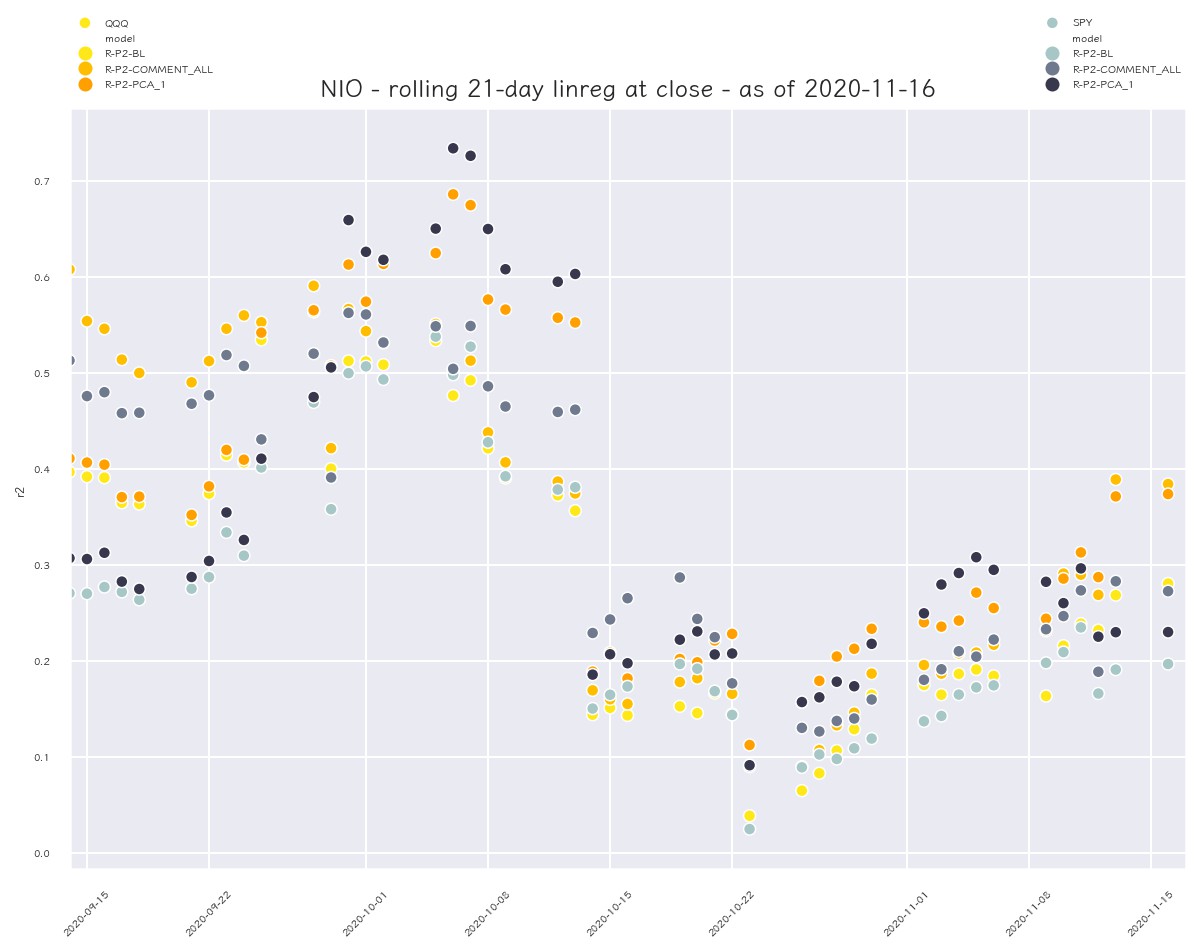 QQQ
model
R-P2-BL
R-P2-COMMENT_ALL
R-P2-PCA_1
SPY
model
R-P2-BL
R-P2-COMMENT_ALL
R-P2-PCA_1
NIO - rolling 21-day linreg at close - as of 2020-11-16
r2
0.7
0.6
0.5
0.4
0.3
0.2
0.1
0.0
2020-09-15
2020-09-22
2020-10-01
2020-10-08
2020-10-15
2020-10-22
2020-11-01
2020-11-08
2020-11-15